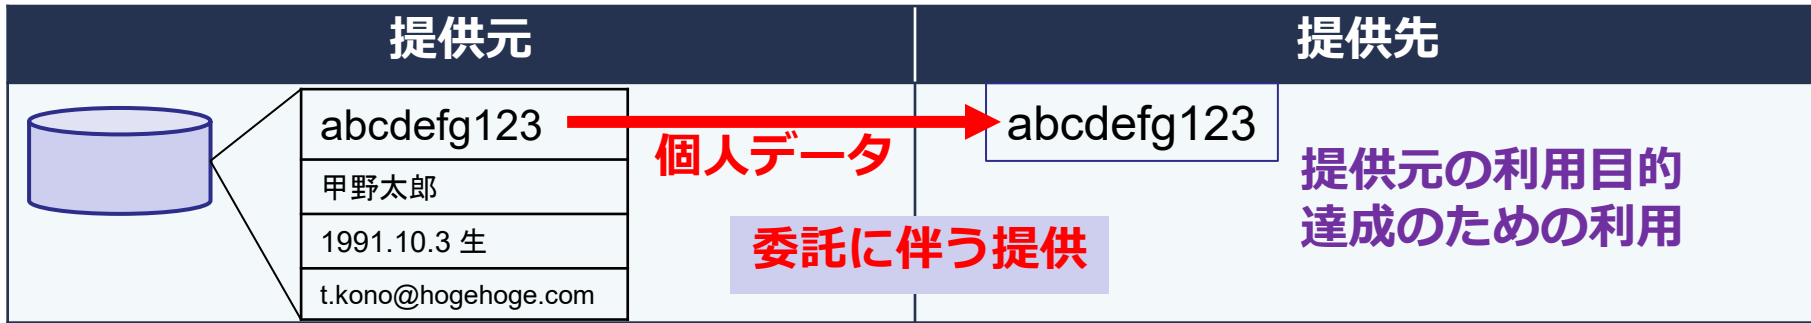 提供元
提供先
abcdefg123
甲野太郎
1991.10.3 生
t.kono@hogehoge.com
個人データ
委託に伴う提供
abcdefg123
提供元の利用目的
達成のための利用